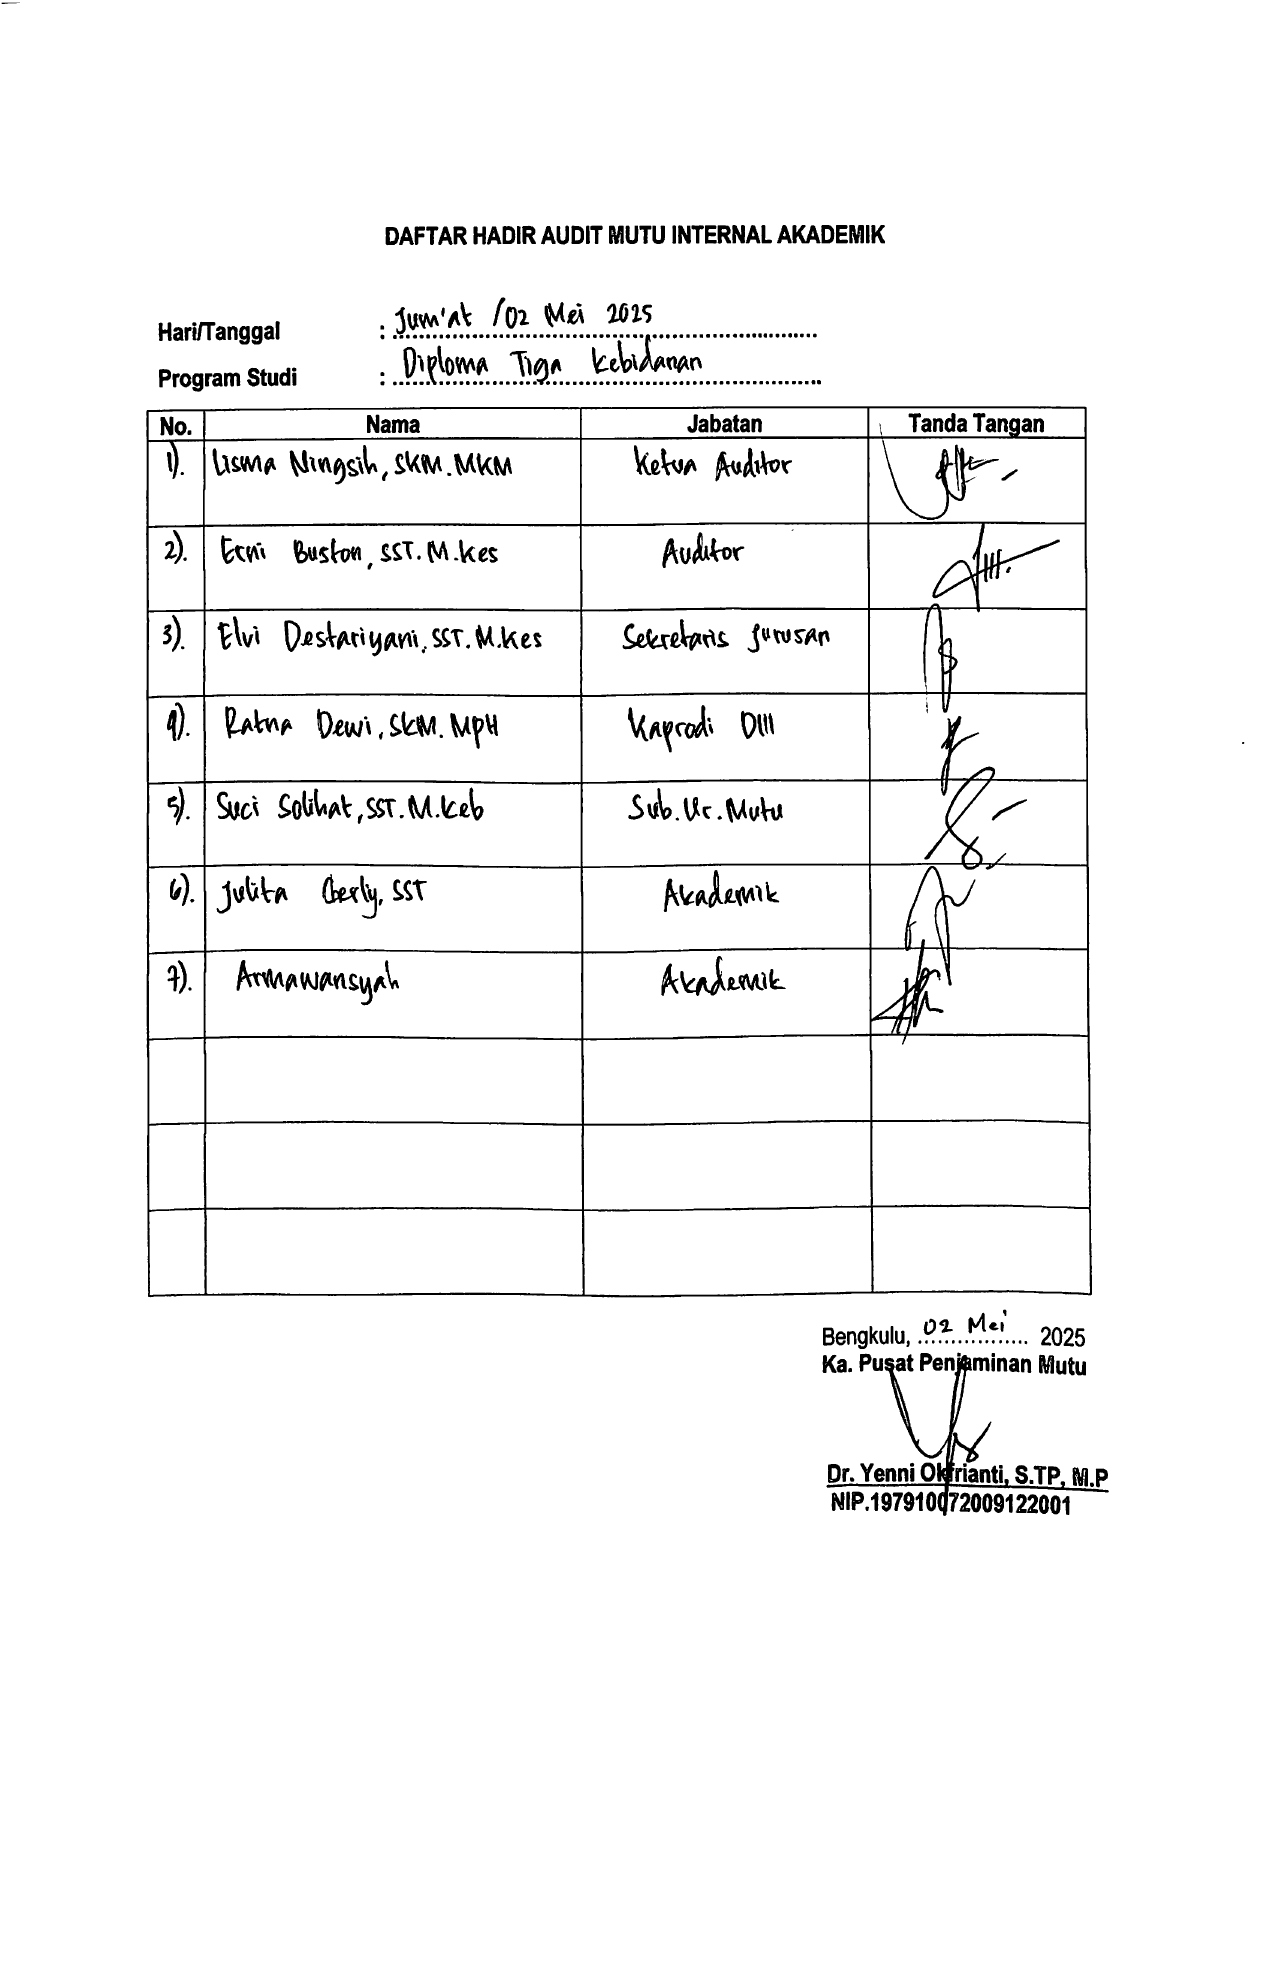 DAFTAR HADIR AUDIT MUTU INTERNAL AKADEMIK
Hari/Tanggal : Jum'at / 02 Mei 2025
Program Studi : Diploma Tiga Kebidanan
No. Nama Jabatan Tanda Tangan
1). Lisma Ningsih, SKM. MKM Ketua Auditor
2). Erni Buston, SST. M.Kes Auditor
3). Elvi Destariyani, SST. M.Kes Sekretaris Jurusan
4). Ratna Dewi, SKM. MPH Kaprodi DIII
5). Suci Solihat, SST. M.Keb Sub. Ur. Mutu
6). Julita SST Akademik
7). Armawansyah Akademik
Bengkulu, 02 Mei 2025
Ka. Pusat Penjaminan Mutu
Dr. Yenni Okfrianti, S.TP, M.P
NIP.197910072009122001